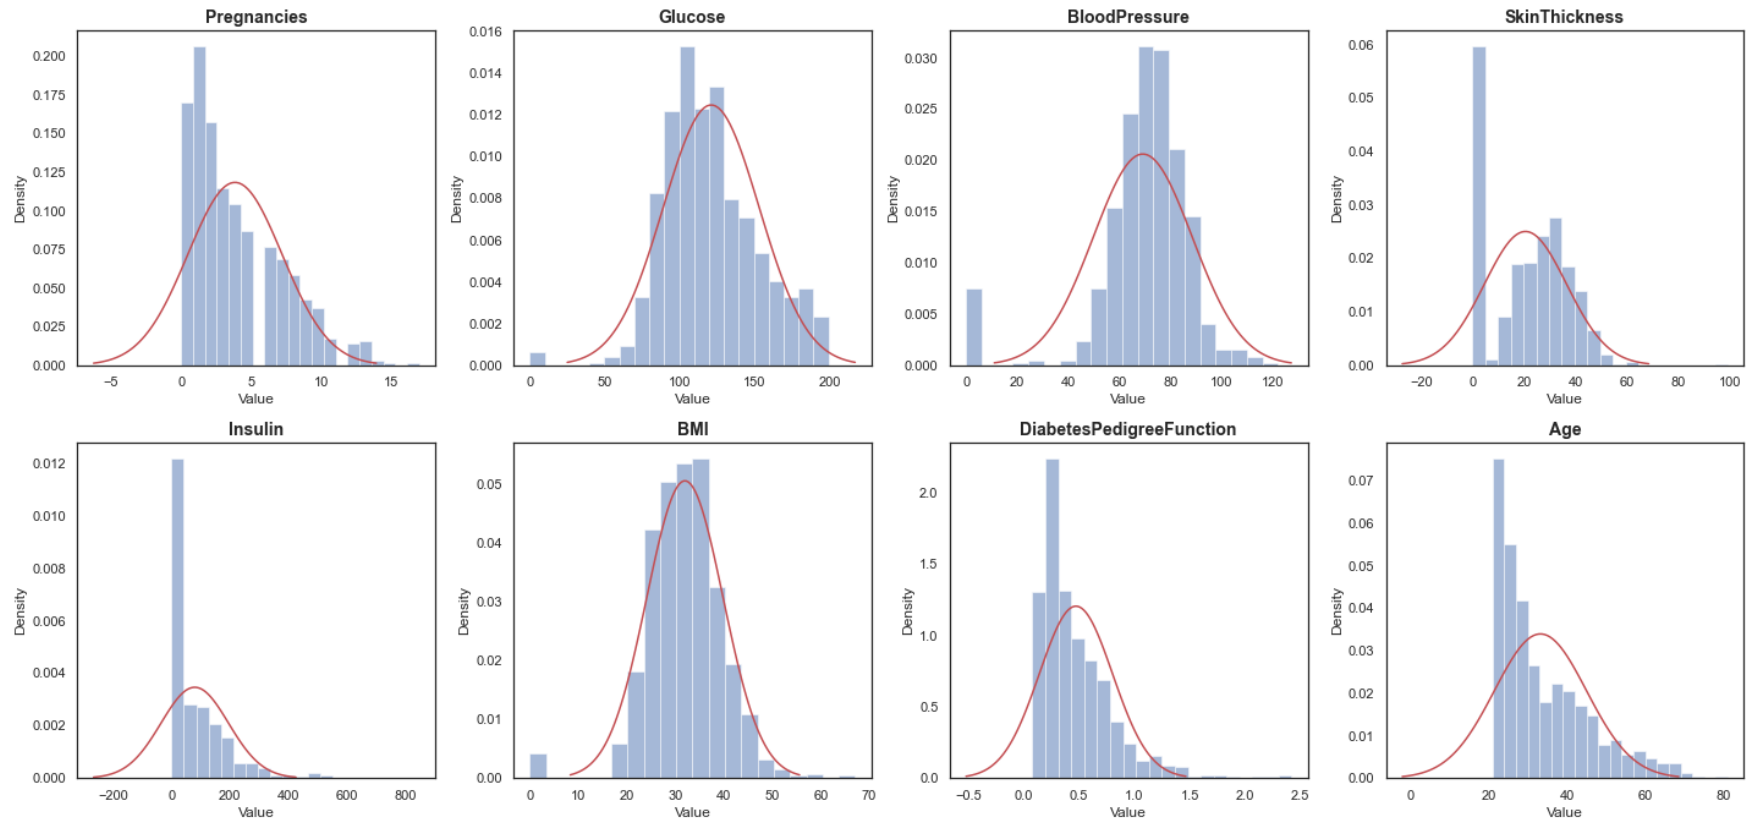 Pregnancies
Density
0.200
0.175
0.150
0.125
0.100
0.075
0.050
0.025
0.000
−5 0 5 10 15
Value
Glucose
Density
0.016
0.014
0.012
0.010
0.008
0.006
0.004
0.002
0.000
0 50 100 150 200
Value
BloodPressure
Density
0.030
0.025
0.020
0.015
0.010
0.005
0.000
0 20 40 60 80 100 120
Value
SkinThickness
Density
0.06
0.05
0.04
0.03
0.02
0.01
0.00
−20 0 20 40 60 80 100
Value
Insulin
Density
0.012
0.010
0.008
0.006
0.004
0.002
0.000
−200 0 200 400 600 800
Value
BMI
Density
0.05
0.04
0.03
0.02
0.01
0.00
0 10 20 30 40 50 60 70
Value
DiabetesPedigreeFunction
Density
2.0
1.5
1.0
0.5
0.0
−0.5 0.0 0.5 1.0 1.5 2.0 2.5
Value
Age
Density
0.07
0.06
0.05
0.04
0.03
0.02
0.01
0.00
0 20 40 60 80
Value